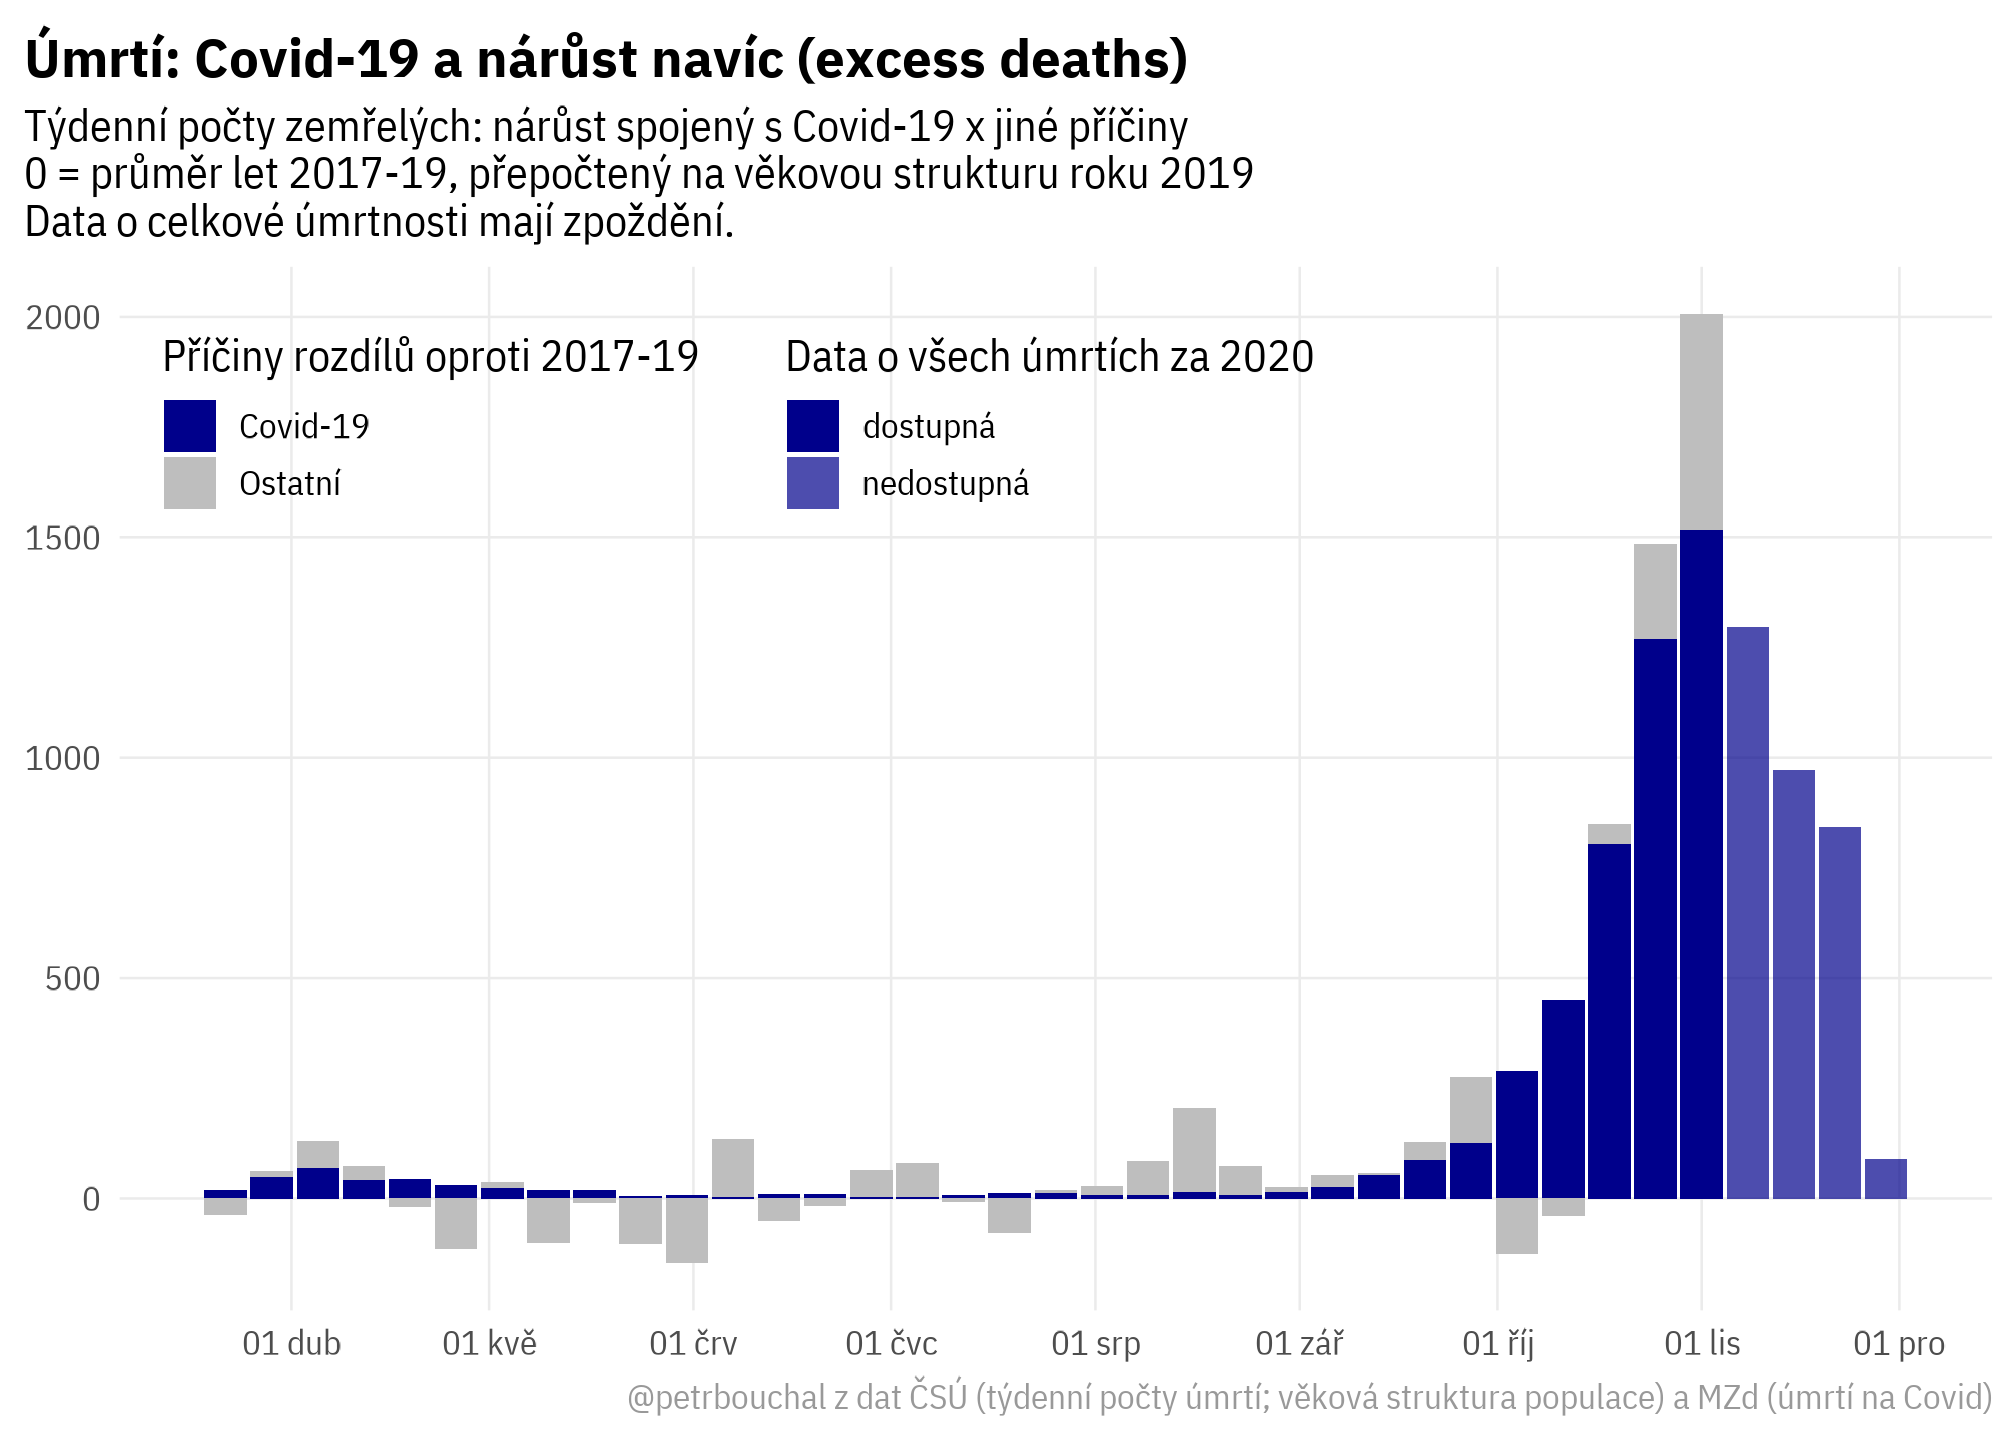 Úmrtí: Covid-19 a nárůst navíc (excess deaths)
Týdenní počty zemřelých: nárůst spojený s Covid-19 x jiné příčiny
0 = průměr let 2017-19, přepočtený na věkovou strukturu roku 2019
Data o celkové úmrtnosti mají zpoždění.
2000
Příčiny rozdílů oproti 2017-19
Covid-19
Ostatní
Data o všech úmrtích za 2020
dostupná
nedostupná
1500
1000
500
0
01 dub 01 kvě 01 črv 01 čvc 01 srp 01 zář 01 říj 01 lis 01 pro
@petrbouchal z dat ČSÚ (týdenní počty úmrtí; věková struktura populace) a MZd (úmrtí na Covid)